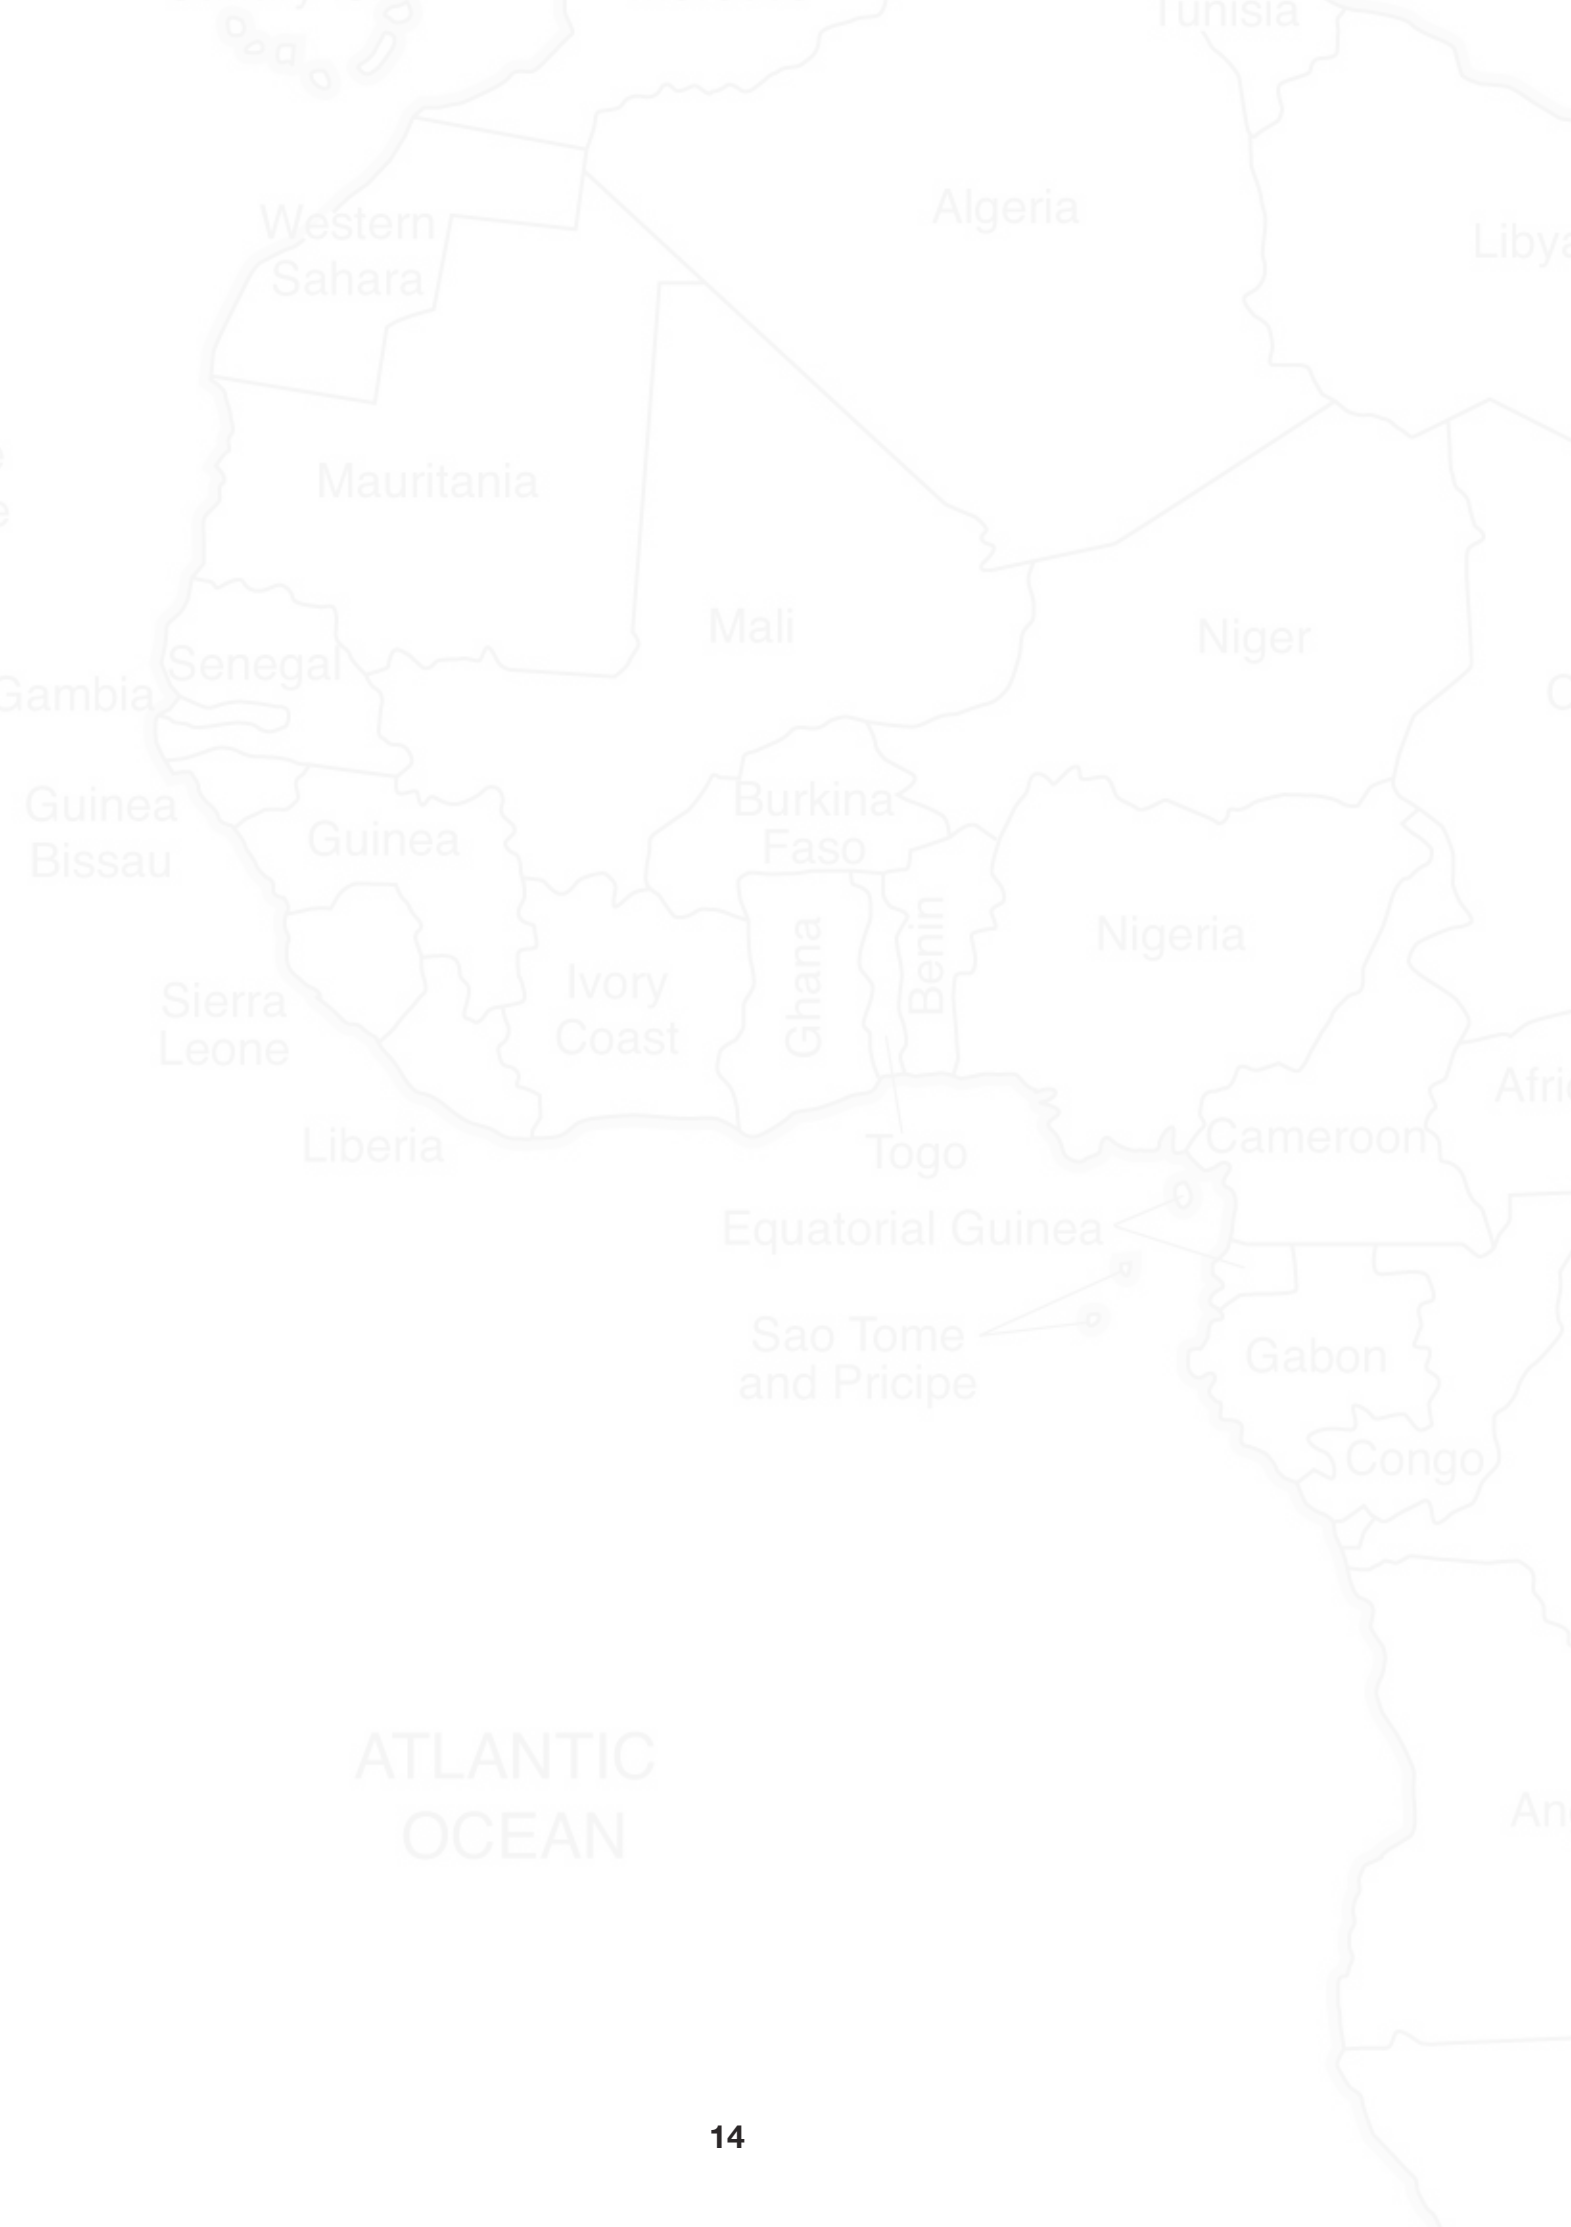 Tunisia
Algeria
Western
Sahara
Mauritania
Mali
Niger
Senegal
Gambia
Burkina
Faso
Guinea
Bissau
Guinea
Nigeria
Benin
Ghana
Ivory
Coast
Sierra
Leone
Liberia
Togo
Cameroon
Equatorial Guinea
Sao Tome
and Pricipe
Gabon
Congo
ATLANTIC
OCEAN
14